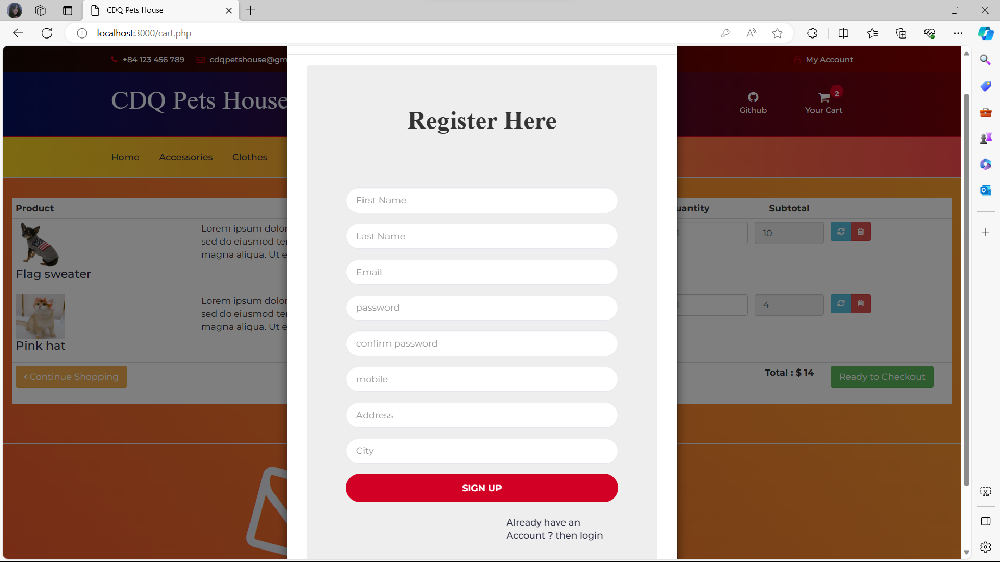 CDQ Pets House
localhost:3000/cart.php
+84 123 456 789
cdqpetshouse@gm
My Account
CDQ Pets House
Github
2
Your Cart
Home
Accessories
Clothes
Register Here
First Name
Last Name
Email
password
confirm password
mobile
Address
City
SIGN UP
Already have an
Account ? then login
Product
uantity
Subtotal
Lorem ipsum dolor
sed do eiusmod ter
magna aliqua. Ut e
Flag sweater
1
10
Lorem ipsum dolor
sed do eiusmod ter
magna aliqua. Ut e
Pink hat
1
4
Continue Shopping
Total : $ 14
Ready to Checkout